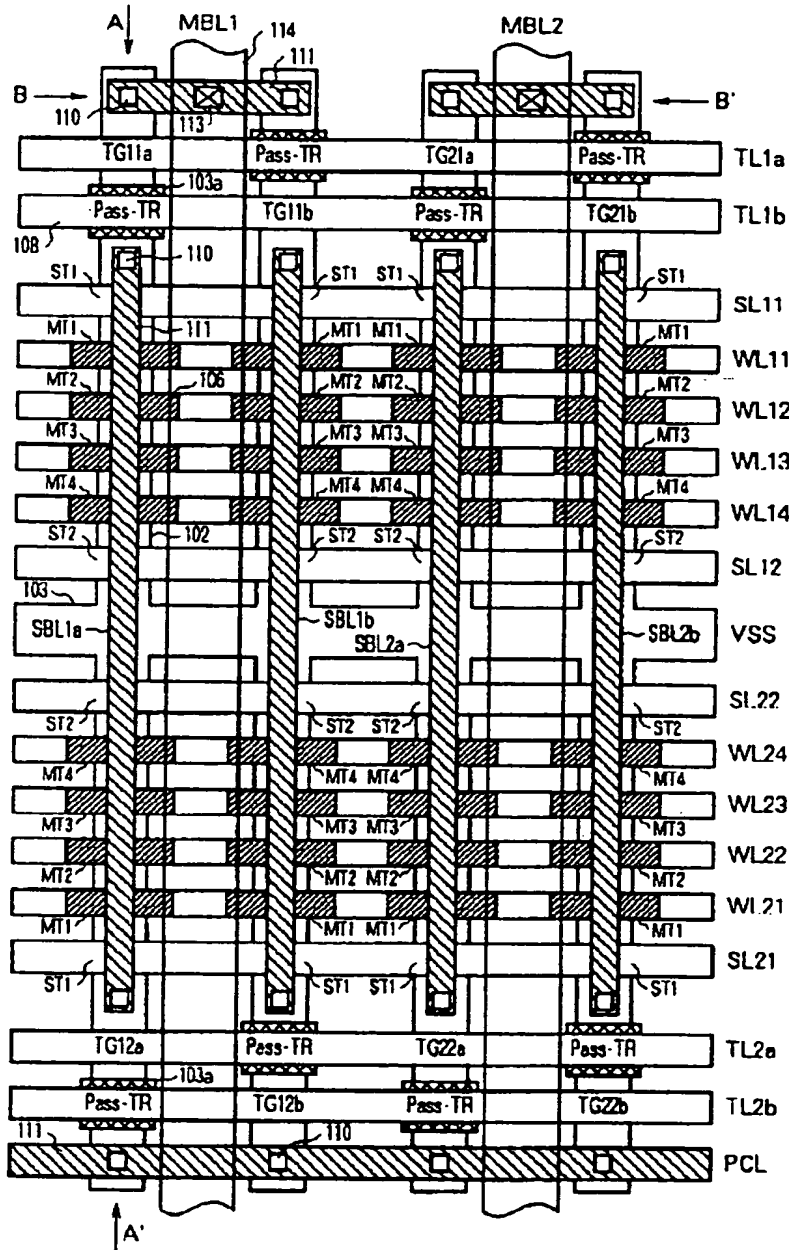 A MBL1 114 111 MBL2
B 110 113 B'
TG11a Pass-TR TG21a Pass-TR TL1a
103a
Pass-TR TG11b Pass-TR TG21b TL1b
108 110
ST1 ST1 ST1 ST1
SL11
111
MT1 MT1 MT1 MT1
WL11
MT2 106 MT2 MT2 MT2
WL12
MT3 MT3 MT3 MT3
WL13
MT4 MT4 MT4 MT4
WL14
ST2 102 ST2 ST2 ST2
SL12
103
SBL1a SBL1b SBL2a SBL2b VSS
SL22
ST2 ST2 ST2 ST2
WL24
MT4 MT4 MT4 MT4
WL23
MT3 MT3 MT3 MT3
WL22
MT2 MT2 MT2 MT2
WL21
MT1 MT1 MT1 MT1
SL21
ST1 ST1 ST1 ST1
TG12a Pass-TR TG22a Pass-TR TL2a
103a
Pass-TR TG12b Pass-TR TG22b TL2b
111 110
PCL
A'